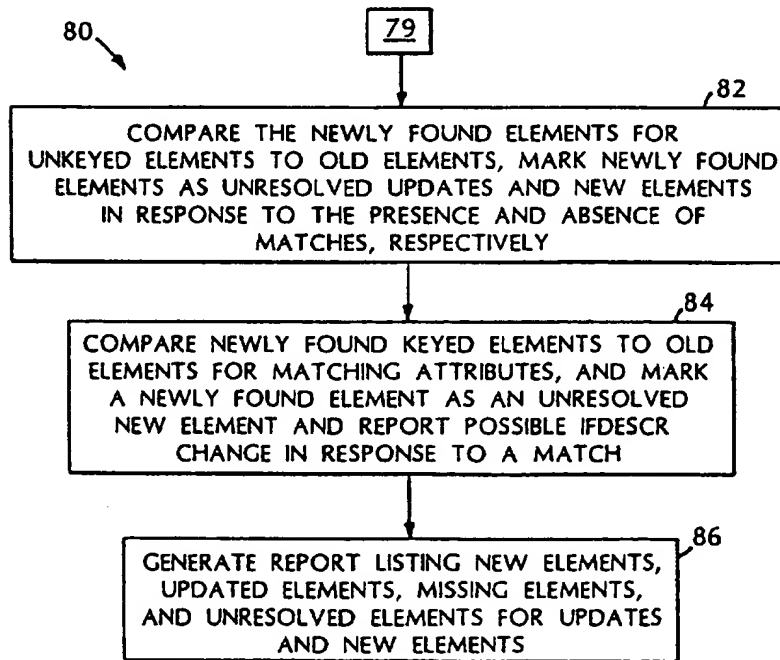 80
79
82
COMPARE THE NEWLY FOUND ELEMENTS FOR
UNKEYED ELEMENTS TO OLD ELEMENTS, MARK NEWLY FOUND
ELEMENTS AS UNRESOLVED UPDATES AND NEW ELEMENTS
IN RESPONSE TO THE PRESENCE AND ABSENCE OF
MATCHES, RESPECTIVELY
84
COMPARE NEWLY FOUND KEYED ELEMENTS TO OLD
ELEMENTS FOR MATCHING ATTRIBUTES, AND MARK
A NEWLY FOUND ELEMENT AS AN UNRESOLVED
NEW ELEMENT AND REPORT POSSIBLE IFDESCR
CHANGE IN RESPONSE TO A MATCH
86
GENERATE REPORT LISTING NEW ELEMENTS,
UPDATED ELEMENTS, MISSING ELEMENTS,
AND UNRESOLVED ELEMENTS FOR UPDATES
AND NEW ELEMENTS